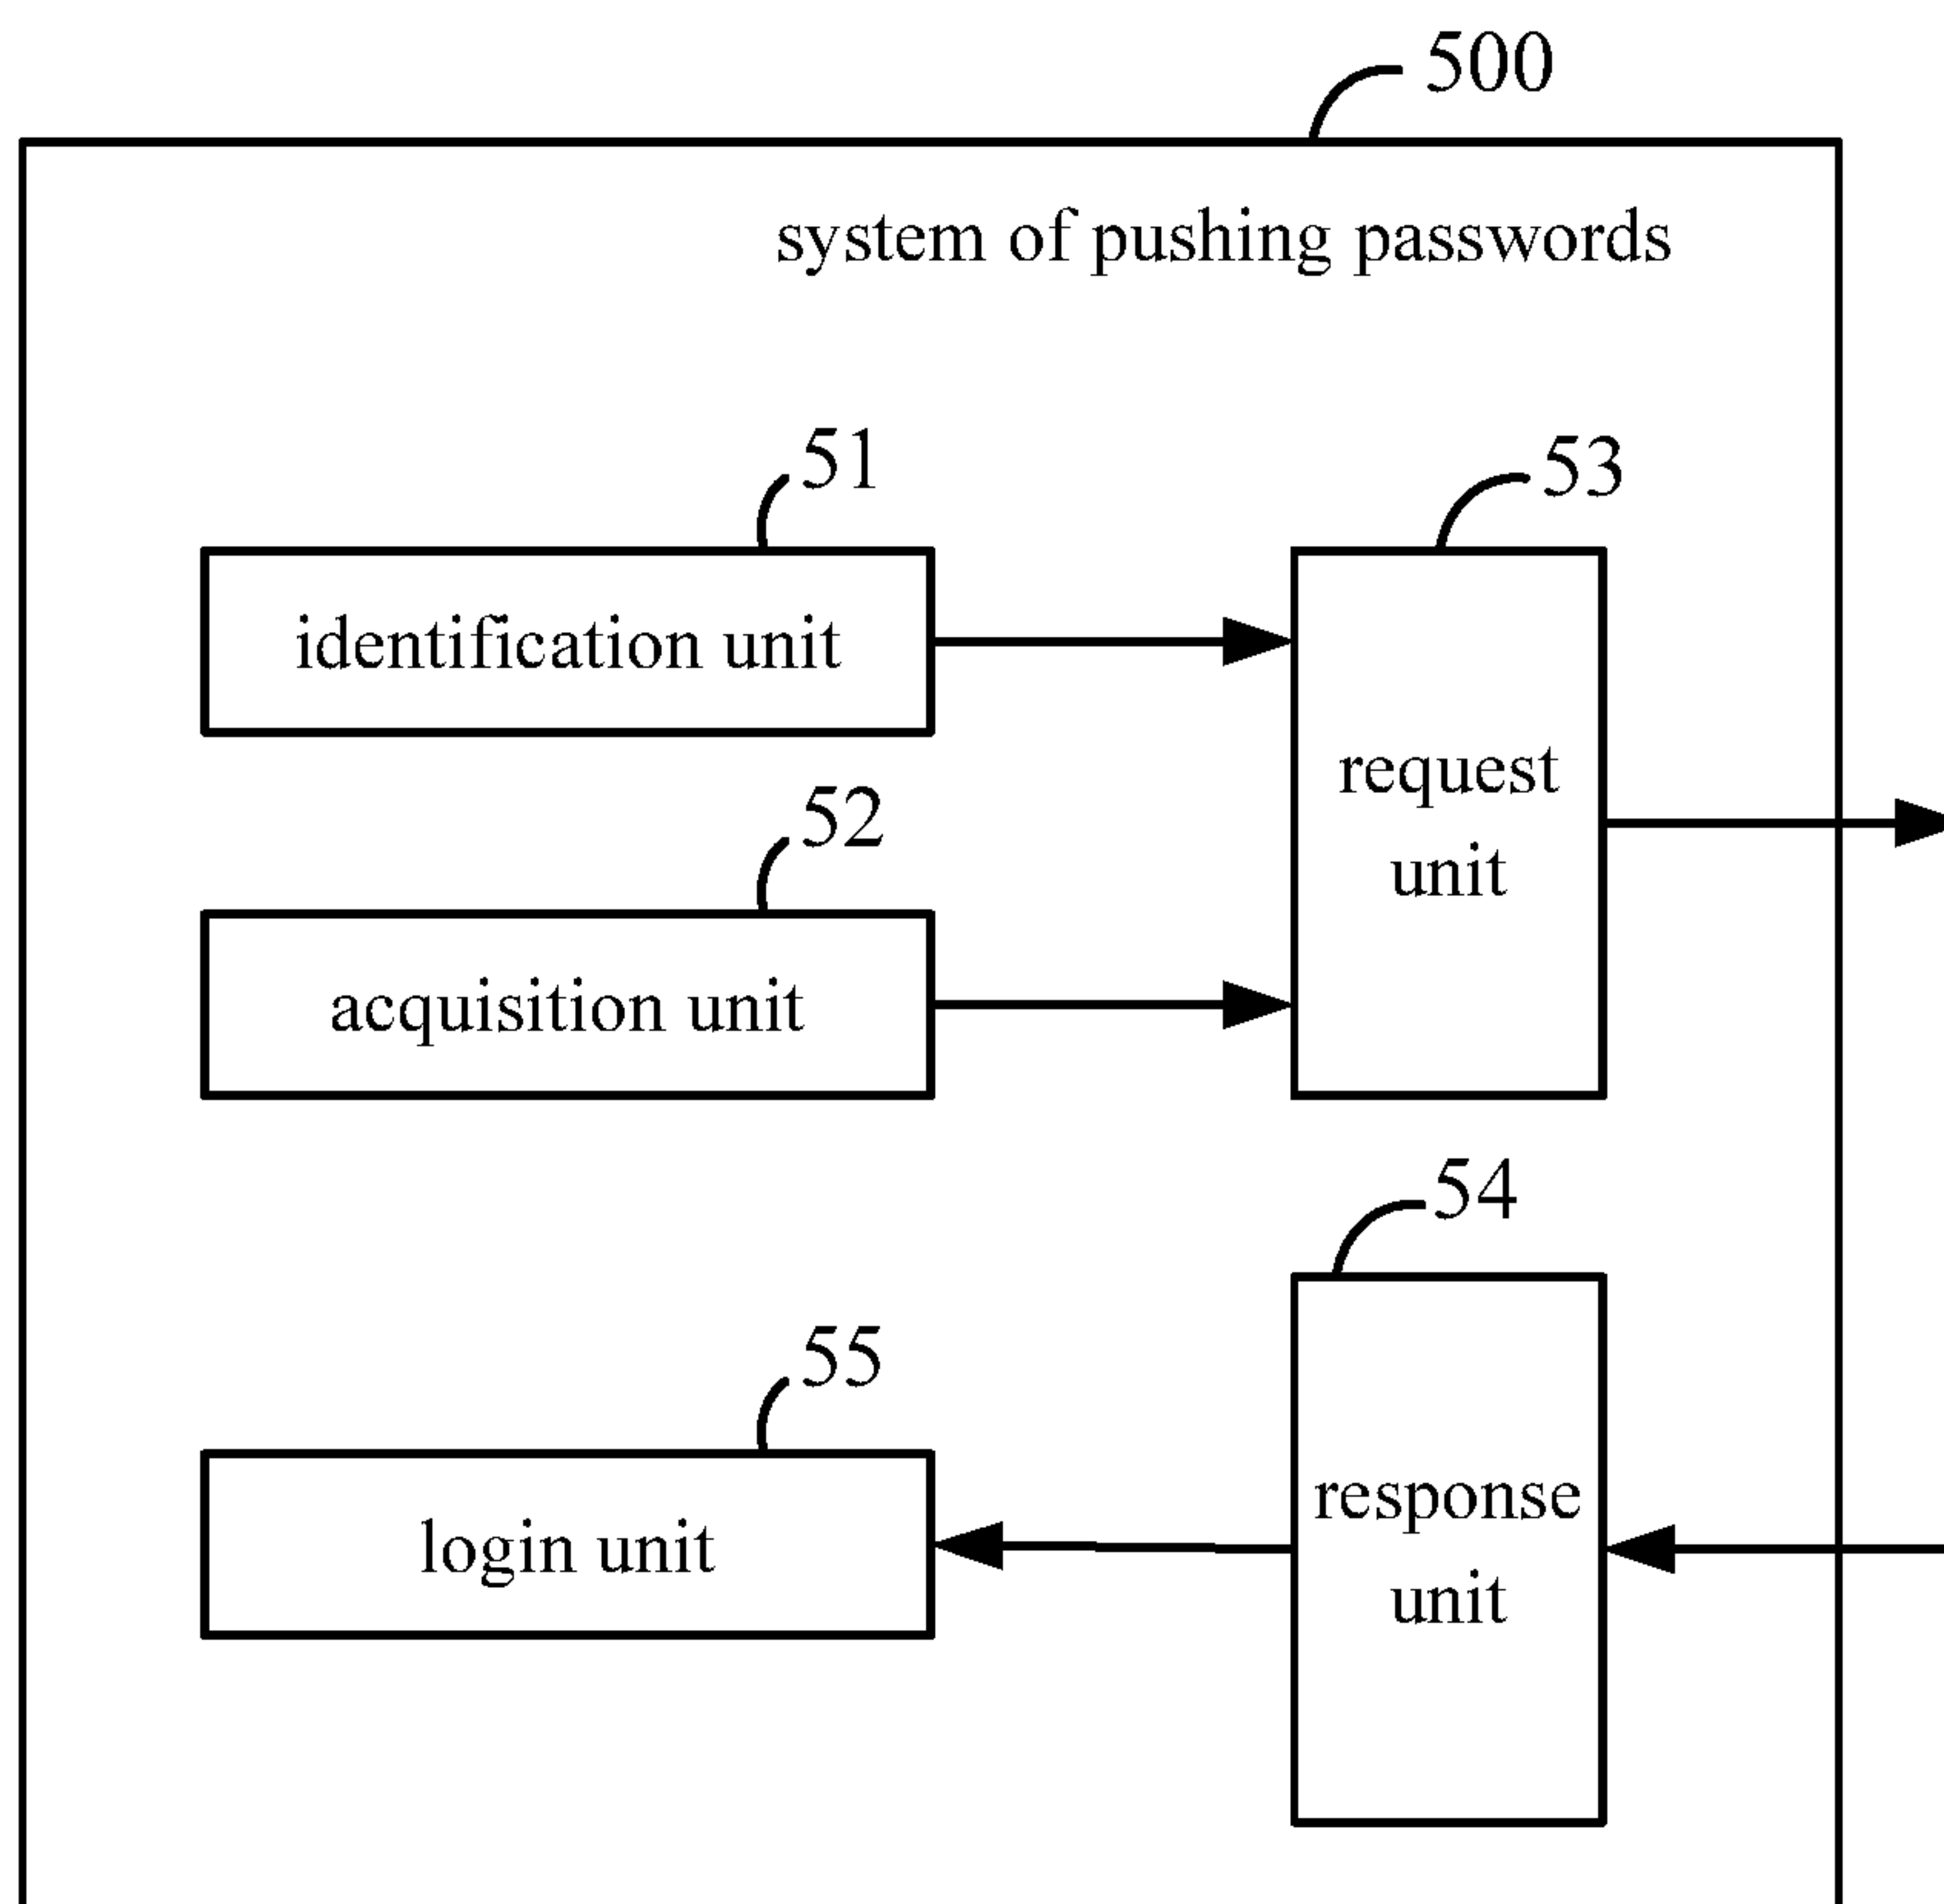 500
system of pushing passwords
51
53
identification unit
request
unit
52
acquisition unit
54
55
response
unit
login unit